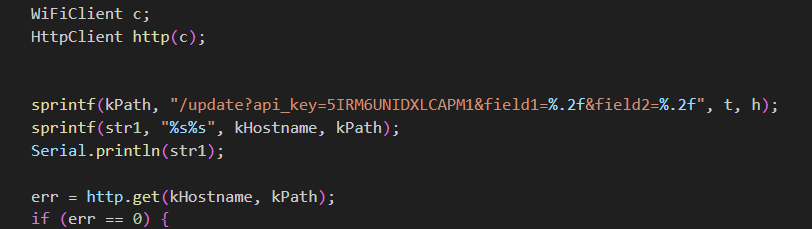 WiFiClient c;
HttpClient http(c);
sprintf(kPath, "/update?api_key=5IRM6UNIDXLCAPM1&field1=%.2f&field2=%.2f", t, h);
sprintf(str1, "%s%s", kHostname, kPath);
Serial.println(str1);
err = http.get(kHostname, kPath);
if (err == 0) {